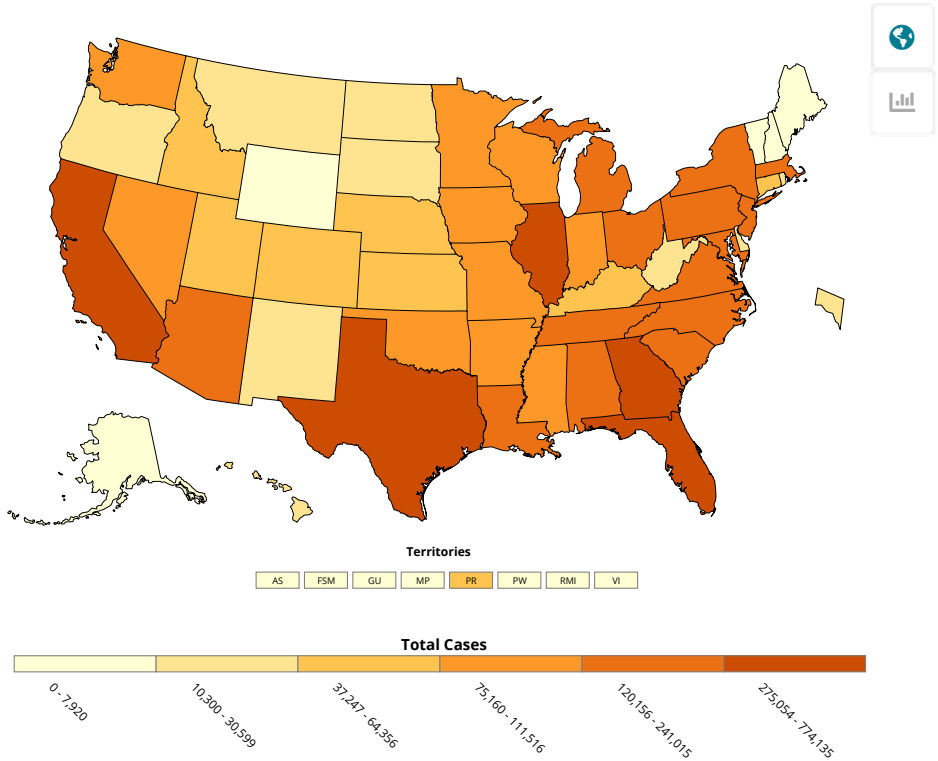 Territories
AS FSM GU MP PR PW RMI VI
Total Cases
0 - 7,920
10,300 - 30,599
37,247 - 64,356
75,160 - 111,516
120,156 - 241,015
275,054 - 774,135